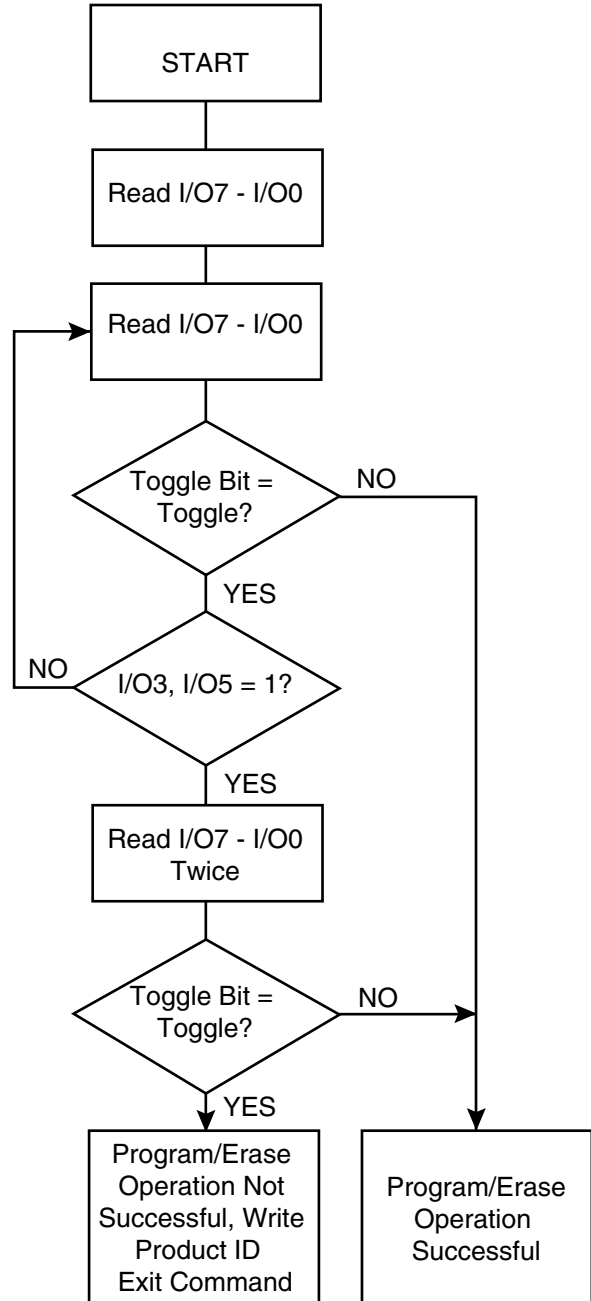 START
Read I/O7 - I/O0
Read I/O7 - I/O0
Toggle Bit =
Toggle?
NO
YES
NO
I/O3, I/O5 = 1?
YES
Read I/O7 - I/O0
Twice
Toggle Bit =
Toggle?
NO
YES
Program/Erase
Operation Not
Successful, Write
Product ID
Exit Command
Program/Erase
Operation
Successful